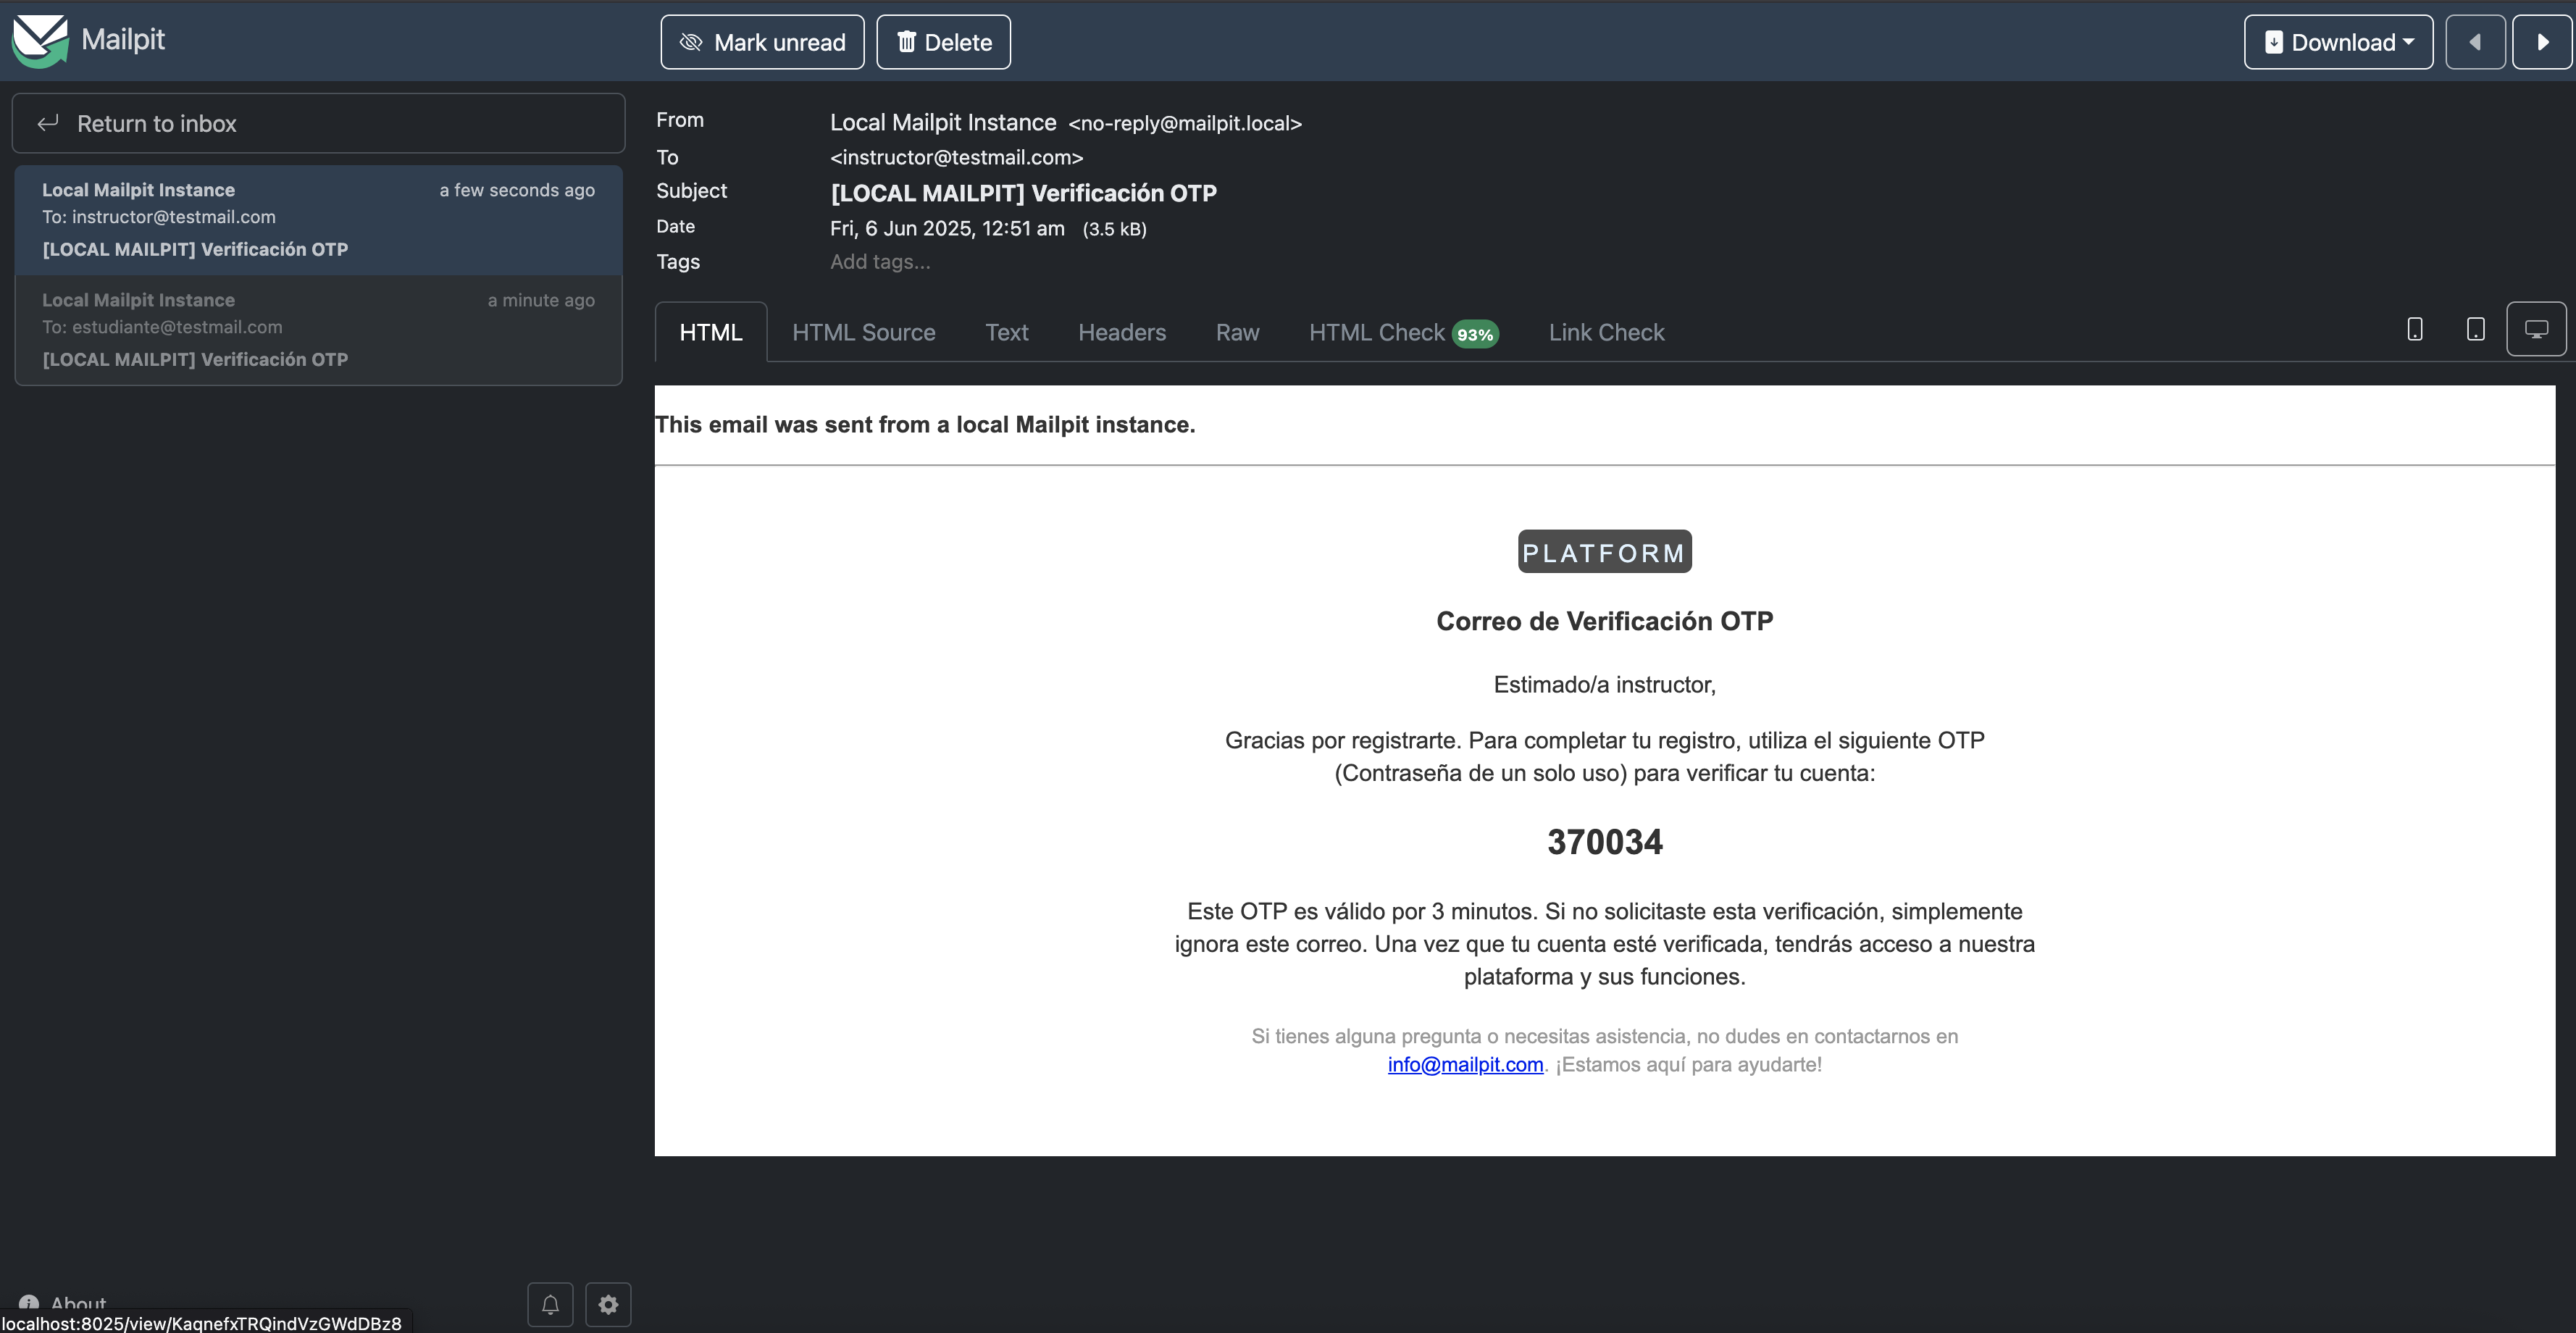 Mailpit
Mark unread
Delete
Download
Return to inbox
Local Mailpit Instance a few seconds ago
To: instructor@testmail.com
[LOCAL MAILPIT] Verificación OTP
Local Mailpit Instance a minute ago
To: estudiante@testmail.com
[LOCAL MAILPIT] Verificación OTP
From Local Mailpit Instance <no-reply@mailpit.local>
To <instructor@testmail.com>
Subject [LOCAL MAILPIT] Verificación OTP
Date Fri, 6 Jun 2025, 12:51 am (3.5 kB)
Tags Add tags...
HTML HTML Source Text Headers Raw HTML Check 93% Link Check
This email was sent from a local Mailpit instance.
PLATFORM
Correo de Verificación OTP
Estimado/a instructor,
Gracias por registrarte. Para completar tu registro, utiliza el siguiente OTP
(Contraseña de un solo uso) para verificar tu cuenta:
370034
Este OTP es válido por 3 minutos. Si no solicitaste esta verificación, simplemente
ignora este correo. Una vez que tu cuenta esté verificada, tendrás acceso a nuestra
plataforma y sus funciones.
Si tienes alguna pregunta o necesitas asistencia, no dudes en contactarnos en
info@mailpit.com. ¡Estamos aquí para ayudarte!
About
localhost:8025/view/KaqnefxTRQindVzGWdDBz8